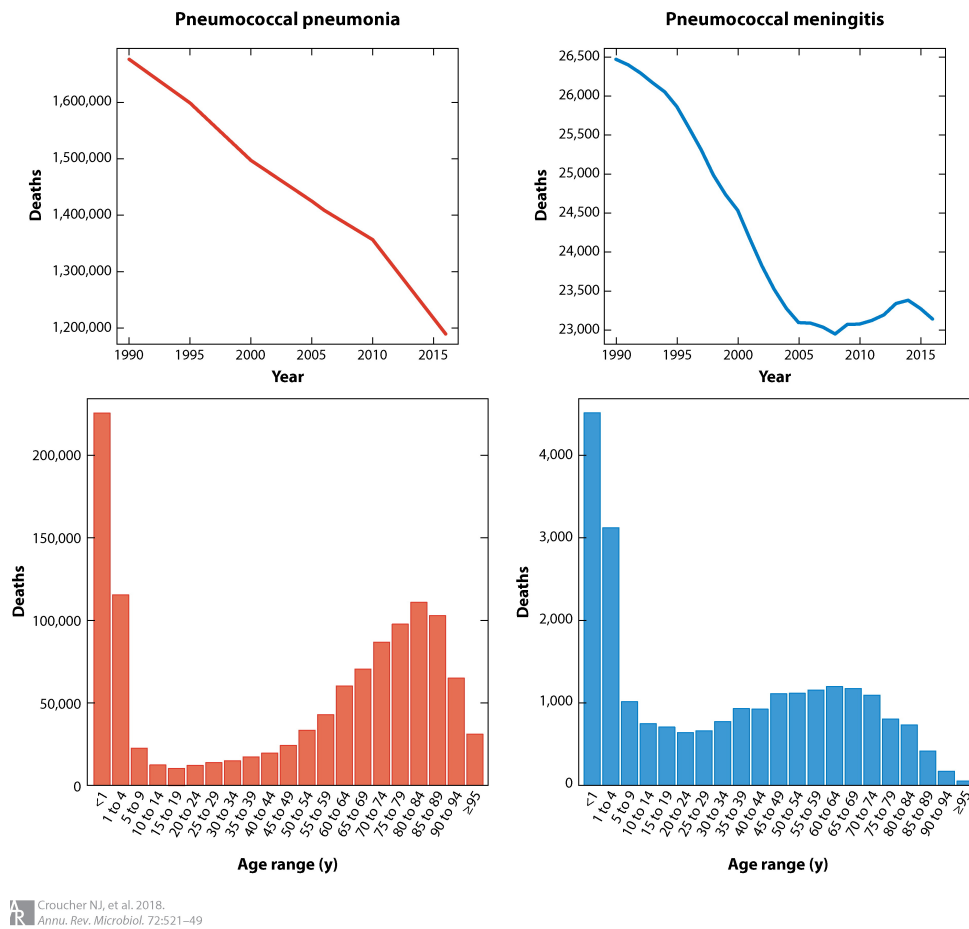 Pneumococcal pneumonia
Deaths
1,600,000
1,500,000
1,400,000
1,300,000
1,200,000
1990 1995 2000 2005 2010 2015
Year
Pneumococcal meningitis
Deaths
26,500
26,000
25,500
25,000
24,500
24,000
23,500
23,000
1990 1995 2000 2005 2010 2015
Year
Deaths
200,000
150,000
100,000
50,000
0
<1 1 to 4 5 to 9 10 to 14 15 to 19 20 to 24 25 to 29 30 to 34 35 to 39 40 to 44 45 to 49 50 to 54 55 to 59 60 to 64 65 to 69 70 to 74 75 to 79 80 to 84 85 to 89 90 to 94 ≥95
Age range (y)
Deaths
4,000
3,000
2,000
1,000
0
<1 1 to 4 5 to 9 10 to 14 15 to 19 20 to 24 25 to 29 30 to 34 35 to 39 40 to 44 45 to 49 50 to 54 55 to 59 60 to 64 65 to 69 70 to 74 75 to 79 80 to 84 85 to 89 90 to 94 ≥95
Age range (y)
AR Croucher NJ, et al. 2018.
Annu. Rev. Microbiol. 72:521–49